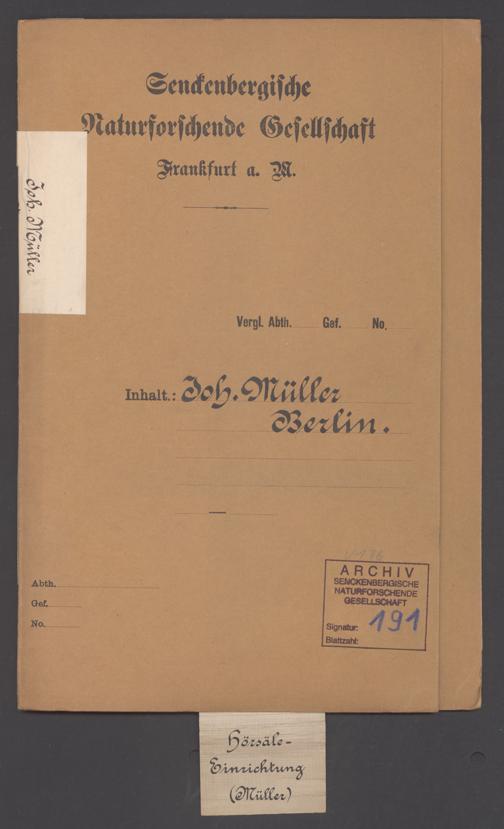 Senckenbergische
Naturforschende Gesellschaft
Frankfurt a. M.
Joh. Müller
Vergl. Abth. Gef. No.
Inhalt.: Joh. Müller
Berlin.
Abth.
Gef.
No.
ARCHIV
SENCKENBERGISCHE
NATURFORSCHENDE
GESELLSCHAFT
Signatur: 191
Blattzahl:
Hörsäle-
Einrichtung
(Müller)